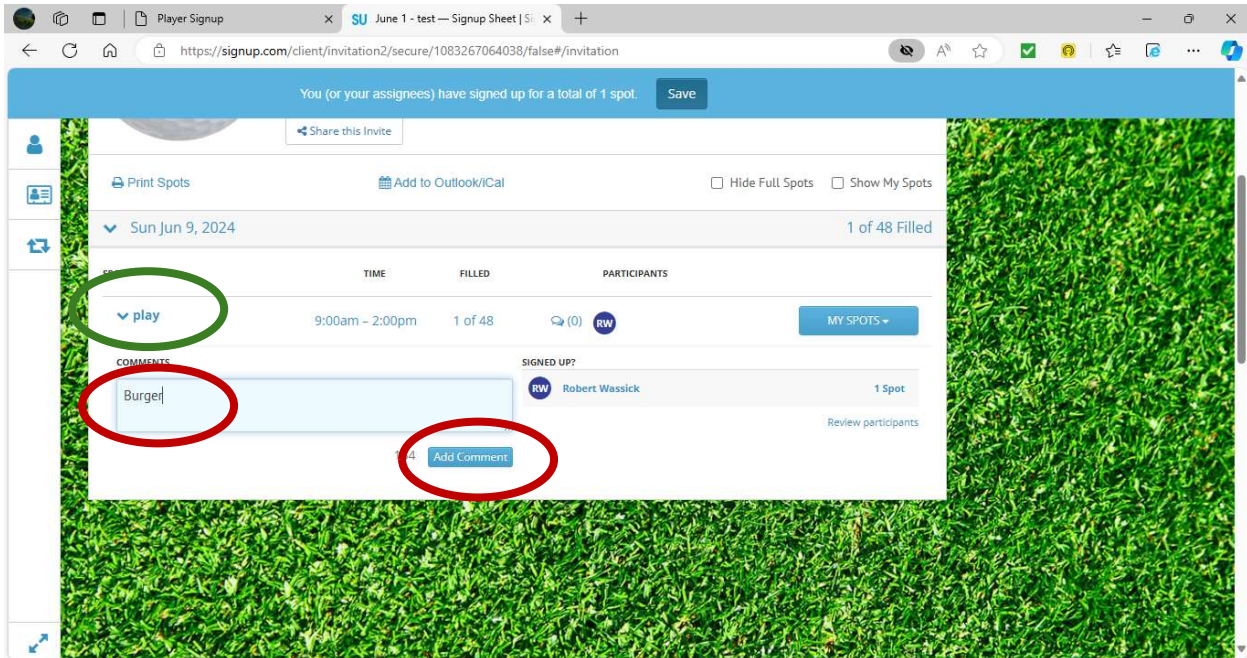 Player Signup
SU June 1 - test — Signup Sheet | Si
https://signup.com/client/invitation2/secure/1083267064038/false#/invitation
You (or your assignees) have signed up for a total of 1 spot. Save
Share this Invite
Print Spots Add to Outlook/iCal Hide Full Spots Show My Spots
Sun Jun 9, 2024 1 of 48 Filled
TIME FILLED PARTICIPANTS
play 9:00am – 2:00pm 1 of 48 (0) RW MY SPOTS
COMMENTS SIGNED UP?
Burger RW Robert Wassick 1 Spot
Review participants
Add Comment